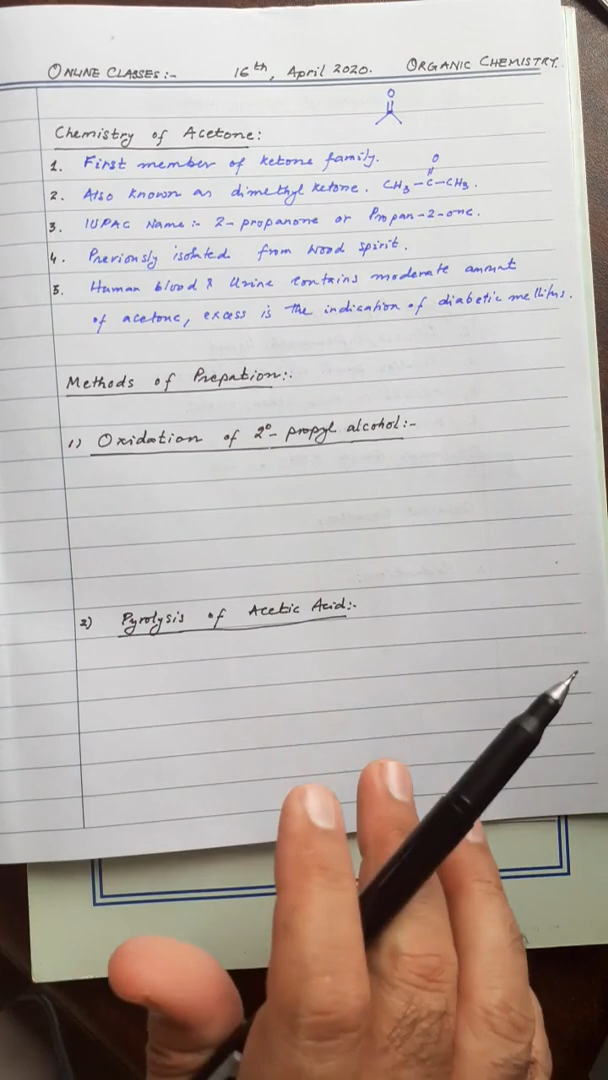 ONLINE CLASSES:- 16th, April 2020. ORGANIC CHEMISTRY.
O
Chemistry of Acetone:
1. First member of ketone family.
O
2. Also known as dimethyl ketone. CH3-C-CH3.
3. IUPAC Name:- 2-propanone or Propan-2-one.
4. Previously isolated from wood spirit.
5. Human blood & Urine contains moderate amount
of acetone, excess is the indication of diabetic mellitus.
Methods of Prepation:-
1) Oxidation of 2°- propyl alcohol:-
2) Pyrolysis of Acetic Acid:-